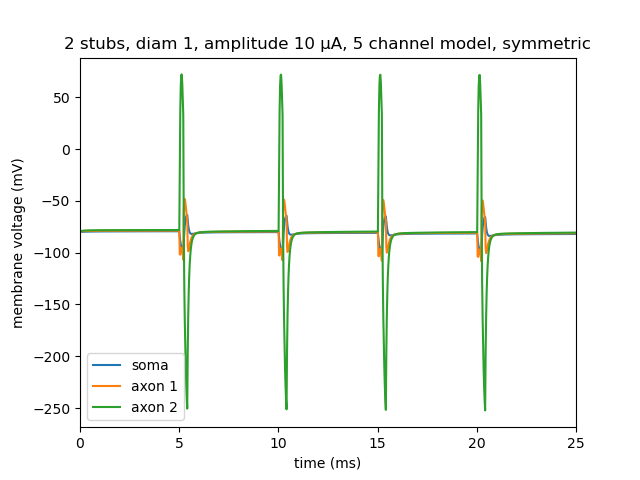 2 stubs, diam 1, amplitude 10 μA, 5 channel model, symmetric
membrane voltage (mV)
50
0
−50
−100
−150
−200
−250
soma
axon 1
axon 2
0
5
10
15
20
25
time (ms)